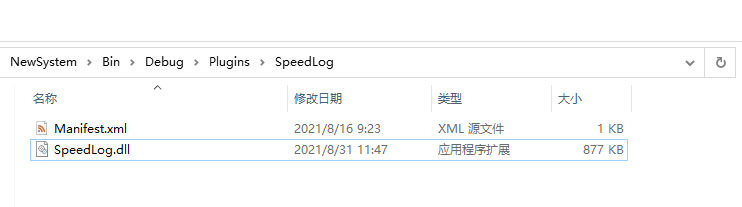 NewSystem > Bin > Debug > Plugins > SpeedLog
名称 修改日期 类型 大小
Manifest.xml 2021/8/16 9:23 XML 源文件 1 KB
SpeedLog.dll 2021/8/31 11:47 应用程序扩展 877 KB